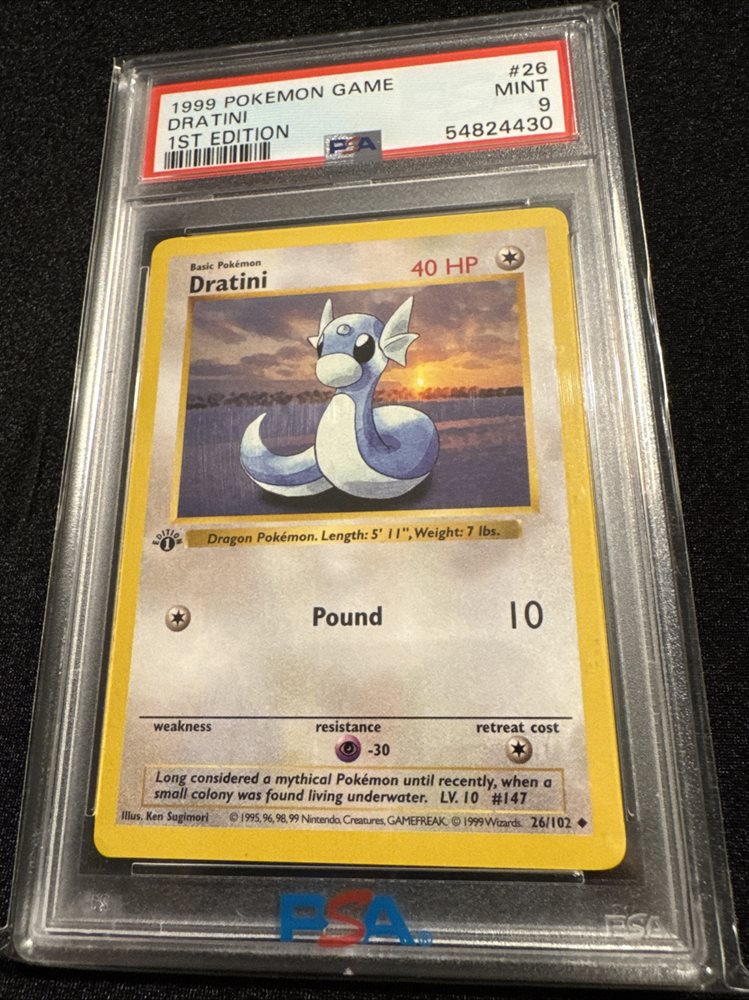 1999 POKEMON GAME #26
DRATINI MINT
1ST EDITION 9
PSA 54824430
Basic Pokémon
Dratini 40 HP
EDITION
1
Dragon Pokémon. Length: 5' 11", Weight: 7 lbs.
Pound 10
weakness resistance retreat cost
-30
Long considered a mythical Pokémon until recently, when a
small colony was found living underwater. LV. 10 #147
Illus. Ken Sugimori © 1995, 96, 98, 99 Nintendo, Creatures, GAMEFREAK. © 1999 Wizards. 26/102
PSA
PSA